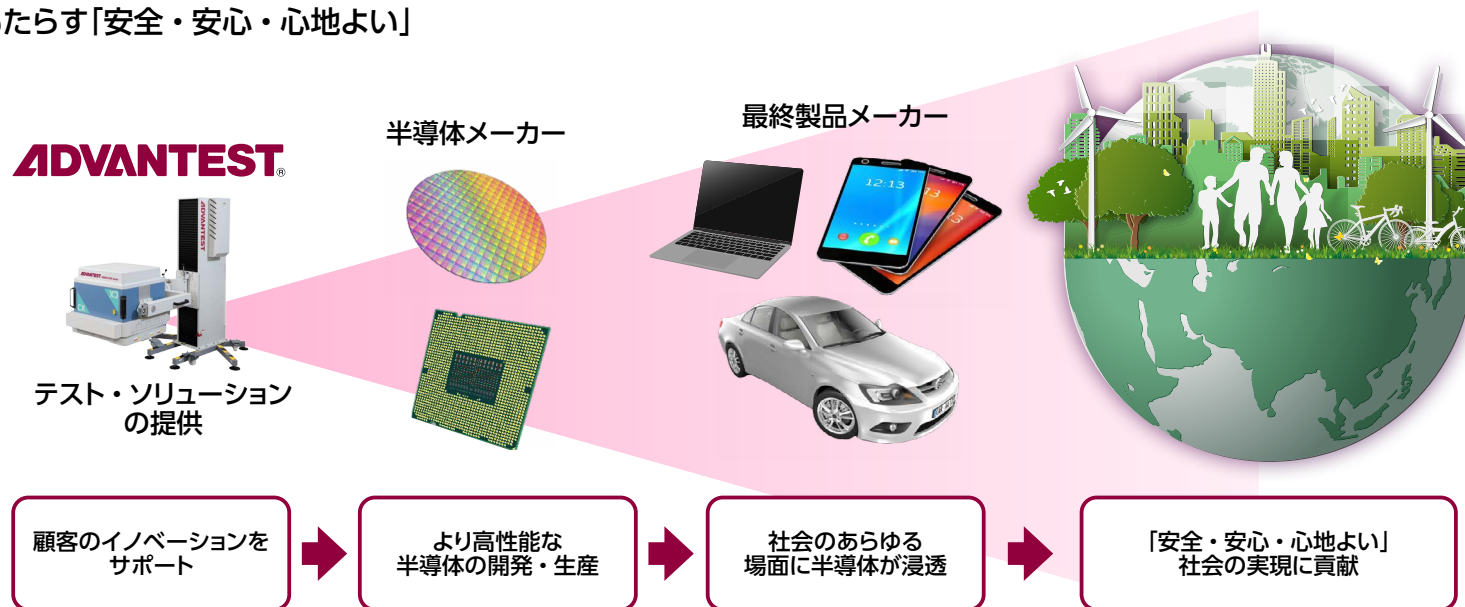 たらす「安全・安心・心地よい」
ADVANTEST®
半導体メーカー
最終製品メーカー
ADVANTEST
ADVANTEST
12:13
テスト・ソリューション
の提供
顧客のイノベーションを
サポート
より高性能な
半導体の開発・生産
社会のあらゆる
場面に半導体が浸透
「安全・安心・心地よい」
社会の実現に貢献